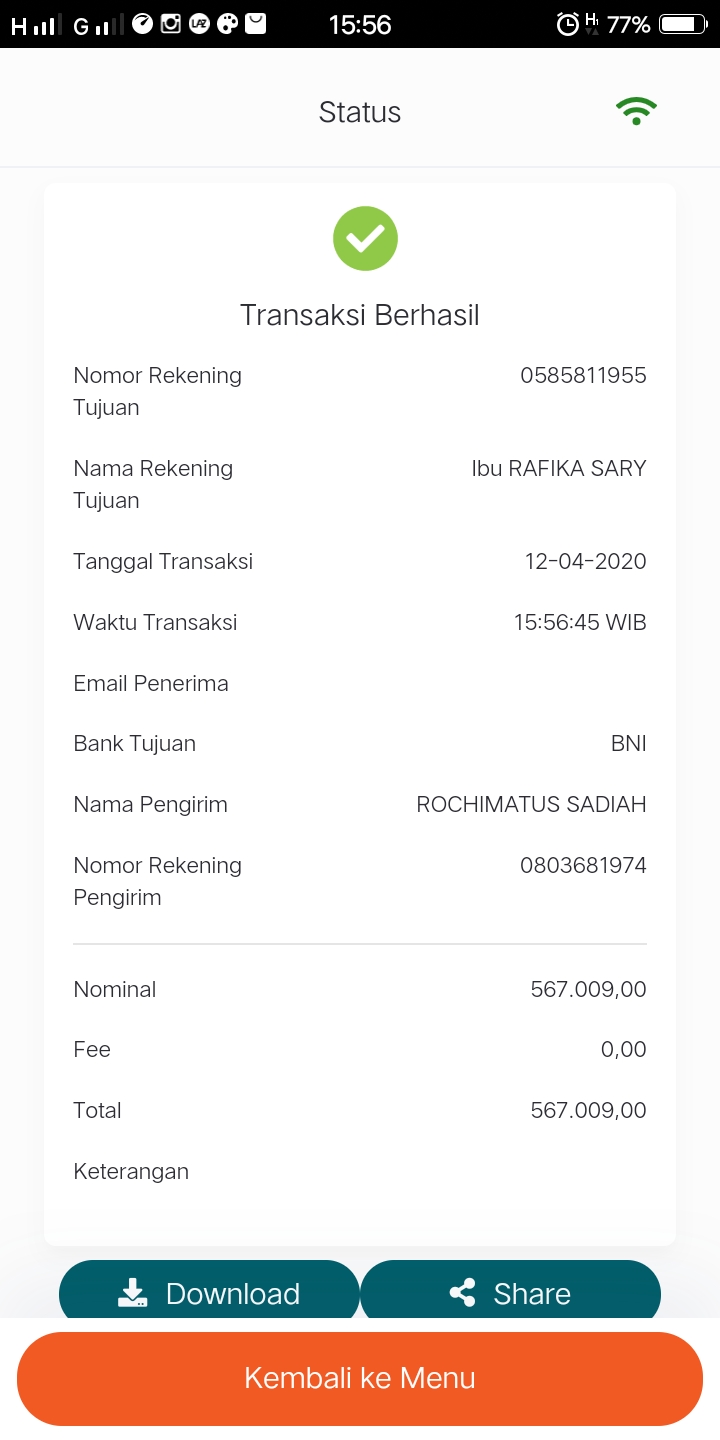 H G 15:56 77%
Status
Transaksi Berhasil
Nomor Rekening Tujuan 0585811955
Nama Rekening Tujuan Ibu RAFIKA SARY
Tanggal Transaksi 12-04-2020
Waktu Transaksi 15:56:45 WIB
Email Penerima
Bank Tujuan BNI
Nama Pengirim ROCHIMATUS SADIAH
Nomor Rekening Pengirim 0803681974
Nominal 567.009,00
Fee 0,00
Total 567.009,00
Keterangan
Download Share
Kembali ke Menu